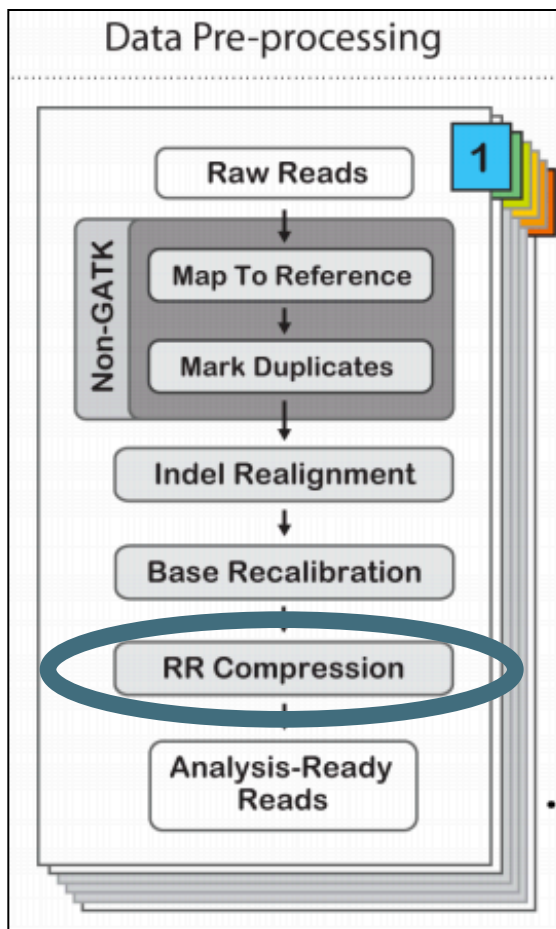 Data Pre-processing
1
Raw Reads
Non-GATK
Map To Reference
Mark Duplicates
Indel Realignment
Base Recalibration
RR Compression
Analysis-Ready
Reads